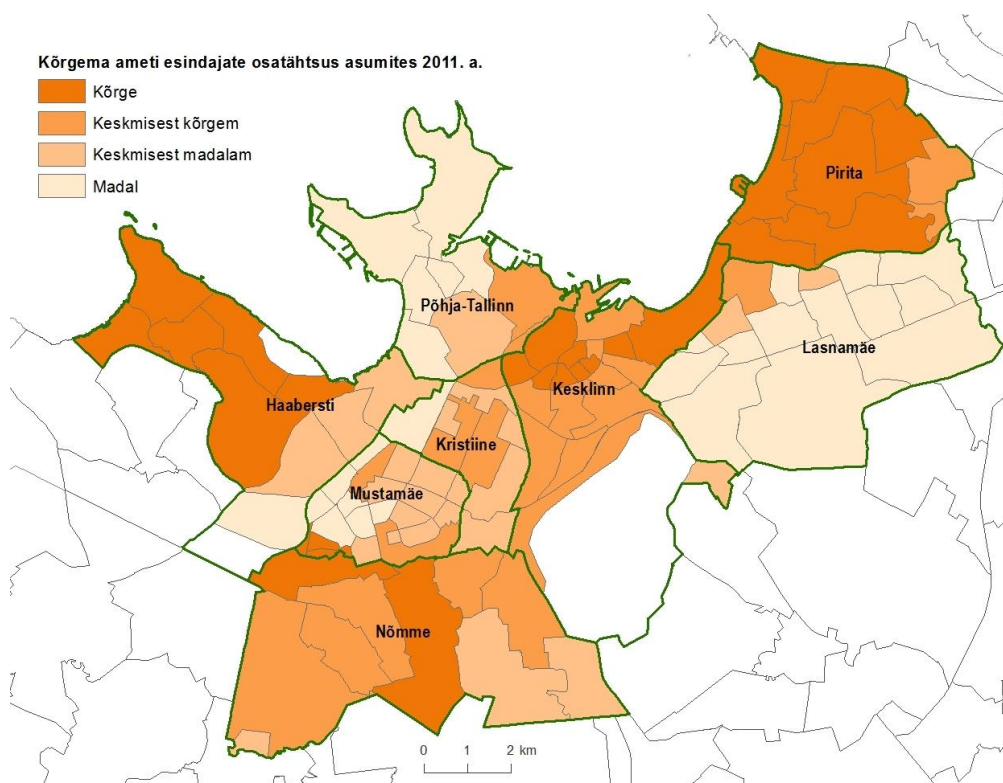 Kõrgema ameti esindajate osatähtsus asumites 2011. a.
Kõrge
Keskmisest kõrgem
Keskmisest madalam
Madal
Pirita
Põhja-Tallinn
Lasnamäe
Kesklinn
Haabersti
Kristiine
Mustamäe
Nõmme
0 1 2 km